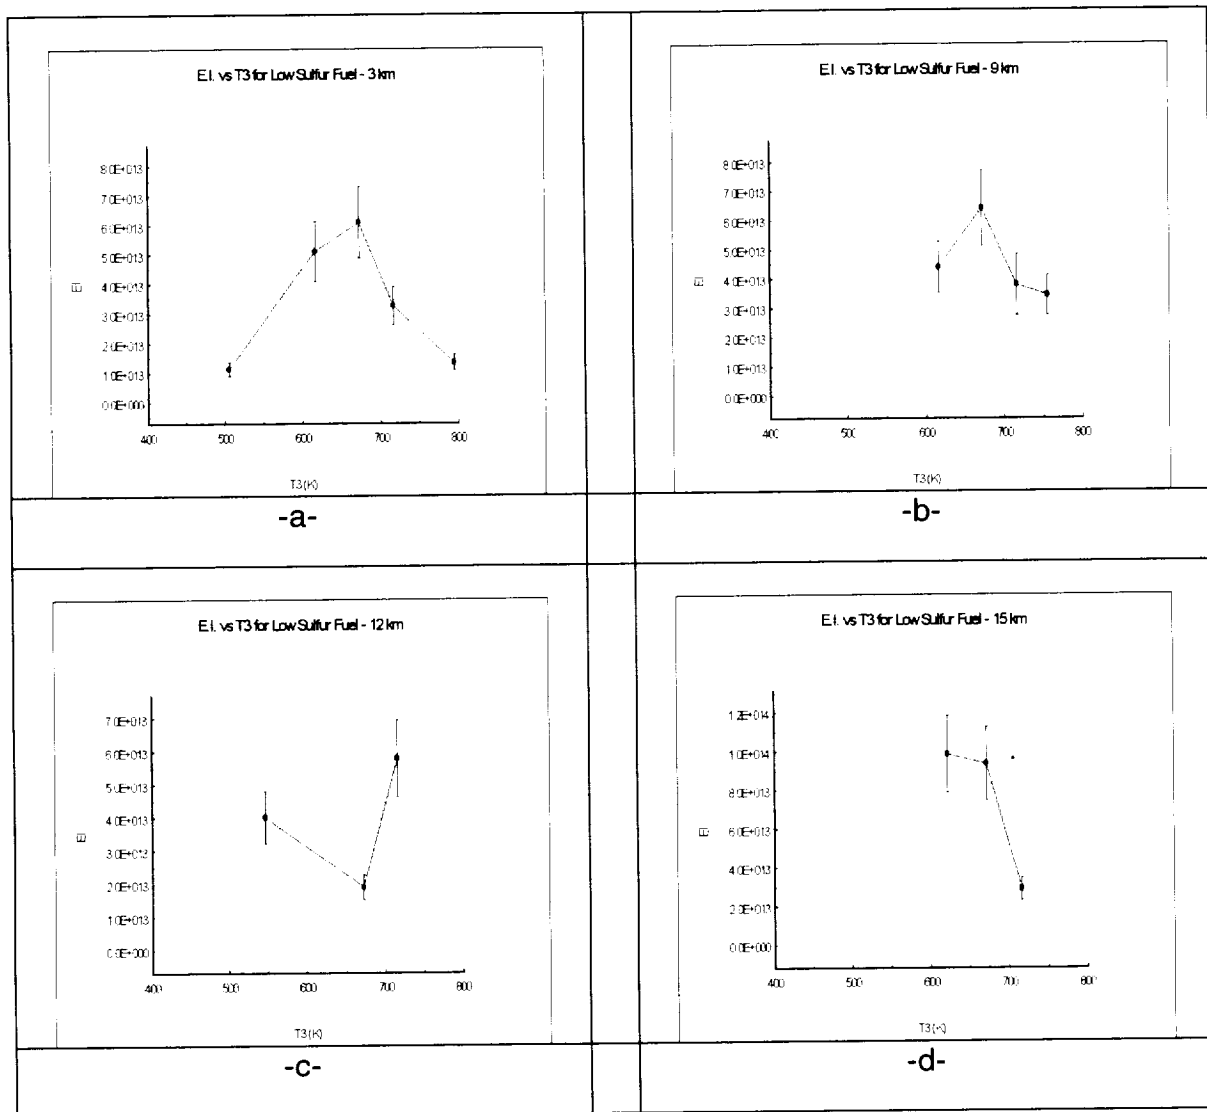 E.I. vs T3 for Low Sulfur Fuel - 3 km
8.0E+013
7.0E+013
6.0E+013
5.0E+013
4.0E+013
3.0E+013
2.0E+013
1.0E+013
0.0E+000
EI
400 500 600 700 800
T3 (K)
-a-
E.I. vs T3 for Low Sulfur Fuel - 9 km
8.0E+013
7.0E+013
6.0E+013
5.0E+013
4.0E+013
3.0E+013
2.0E+013
1.0E+013
0.0E+000
EI
400 500 600 700 800
T3 (K)
-b-
E.I. vs T3 for Low Sulfur Fuel - 12 km
7.0E+013
6.0E+013
5.0E+013
4.0E+013
3.0E+013
2.0E+013
1.0E+013
0.0E+000
EI
400 500 600 700 800
T3 (K)
-c-
E.I. vs T3 for Low Sulfur Fuel - 15 km
1.2E+014
1.0E+014
8.0E+013
6.0E+013
4.0E+013
2.0E+013
0.0E+000
EI
400 500 600 700 800
T3 (K)
-d-